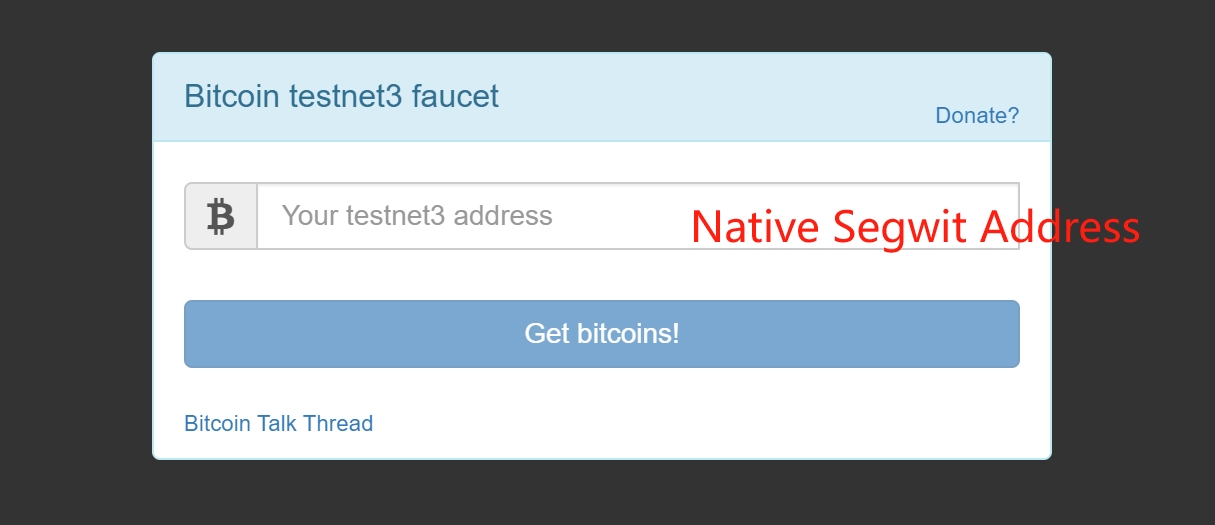 Bitcoin testnet3 faucet
Donate?
Your testnet3 address
Native Segwit Address
Get bitcoins!
Bitcoin Talk Thread